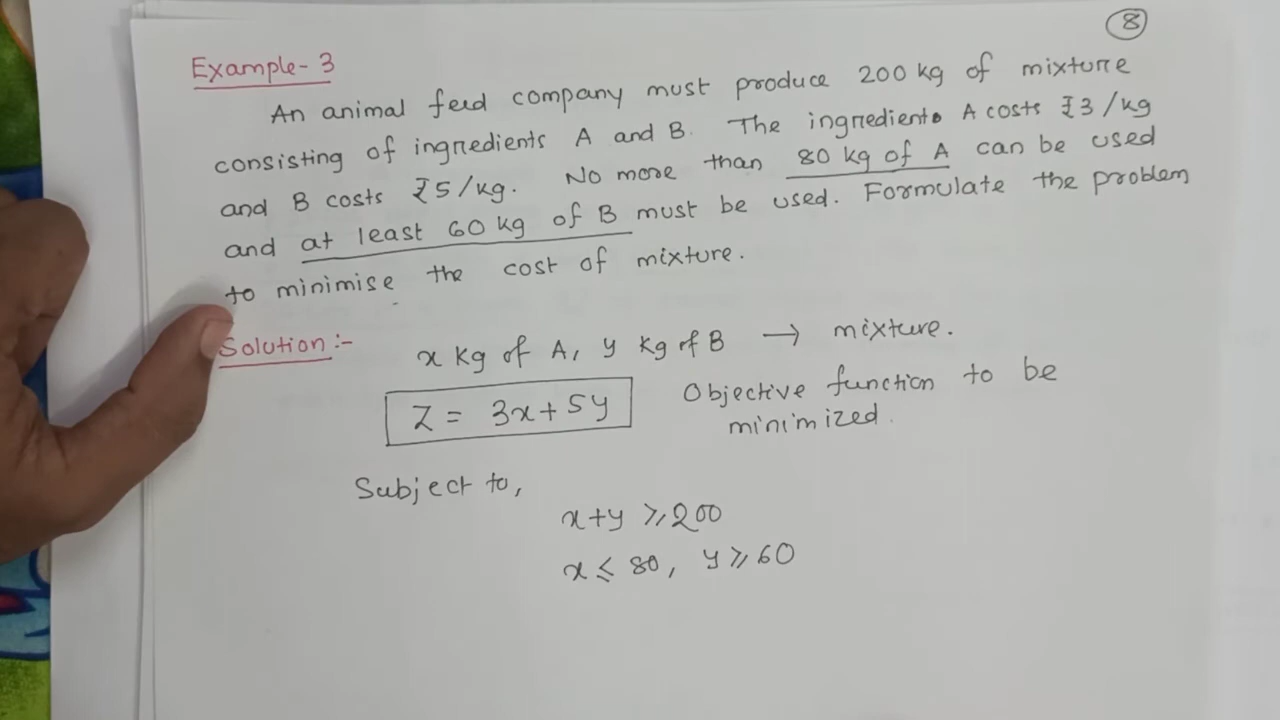 8
Example- 3
An animal feed company must produce 200 kg of mixture
consisting of ingredients A and B. The ingredients A costs ₹3/kg
and B costs ₹5/kg. No more than 80 kg of A can be used
and at least 60 kg of B must be used. Formulate the problem
to minimise the cost of mixture.
Solution :-
x kg of A, y kg of B → mixture.
Z = 3x + 5y Objective function to be
minimized.
Subject to,
x+y ≥ 200
x ≤ 80, y ≥ 60